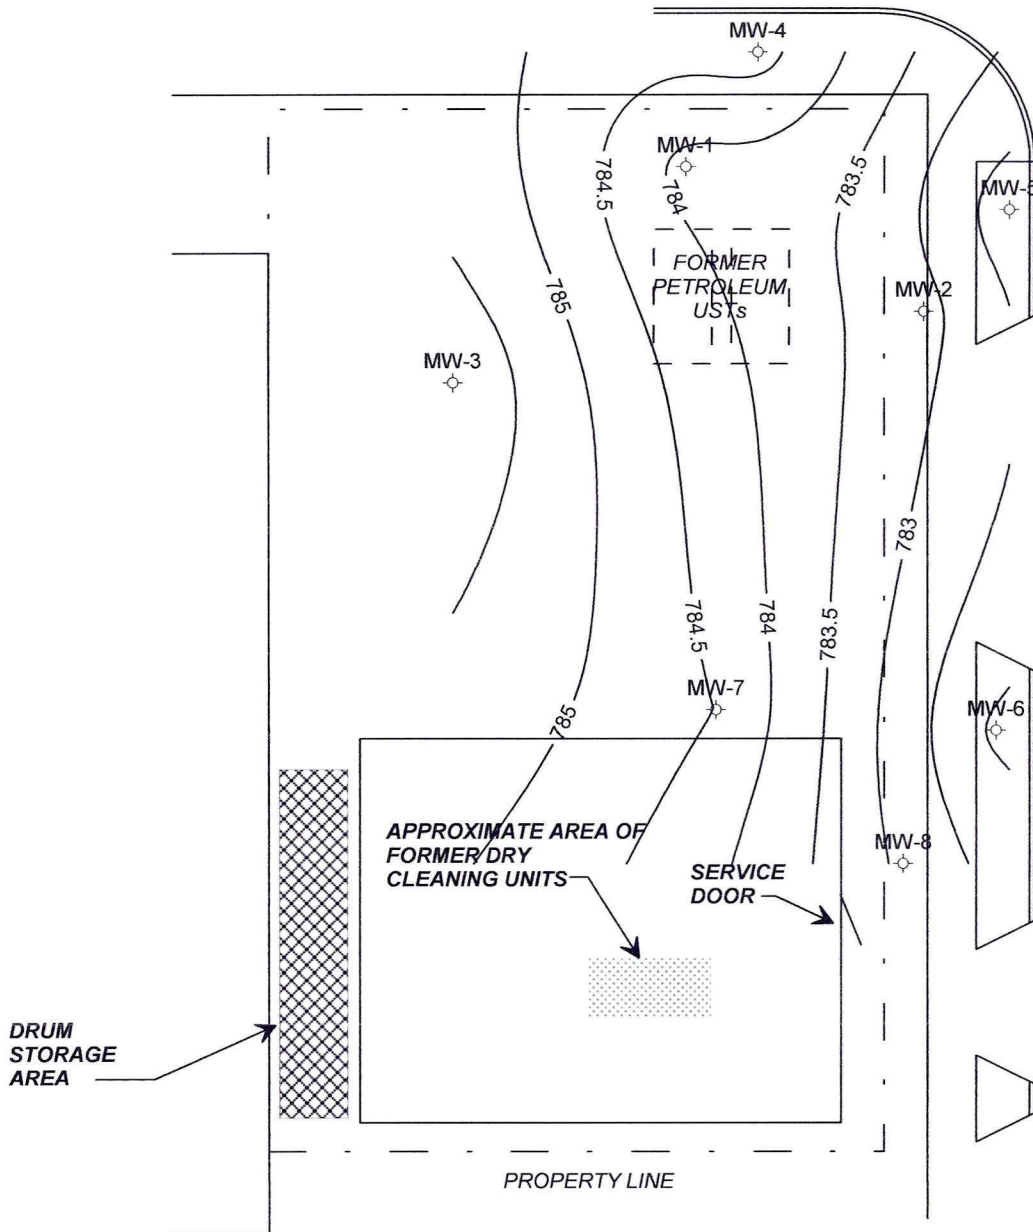 MW-4
MW-1
784.5
784
783.5
MW-5
FORMER
PETROLEUM
USTs
785
MW-2
MW-3
783
784.5
784
783.5
785
MW-7
MW-6
APPROXIMATE AREA OF
FORMER DRY
CLEANING UNITS
SERVICE
DOOR
MW-8
DRUM
STORAGE
AREA
PROPERTY LINE